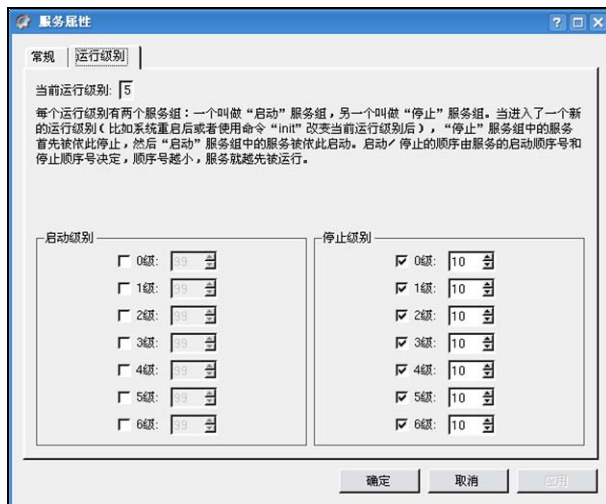 服务属性
常规 运行级别
当前运行级别: 5
每个运行级别有两个服务组：一个叫做“启动”服务组，另一个叫做“停止”服务组。当进入了一个新
的运行级别（比如系统重启后或者使用命令“init”改变当前运行级别后），“停止”服务组中的服务
首先被依此停止，然后“启动”服务组中的服务被依此启动。启动／停止的顺序由服务的启动顺序号和
停止顺序号决定，顺序号越小，服务就越先被运行。
启动级别
0级: 99
1级: 99
2级: 99
3级: 99
4级: 99
5级: 99
6级: 99
停止级别
0级: 10
1级: 10
2级: 10
3级: 10
4级: 10
5级: 10
6级: 10
确定 取消 应用